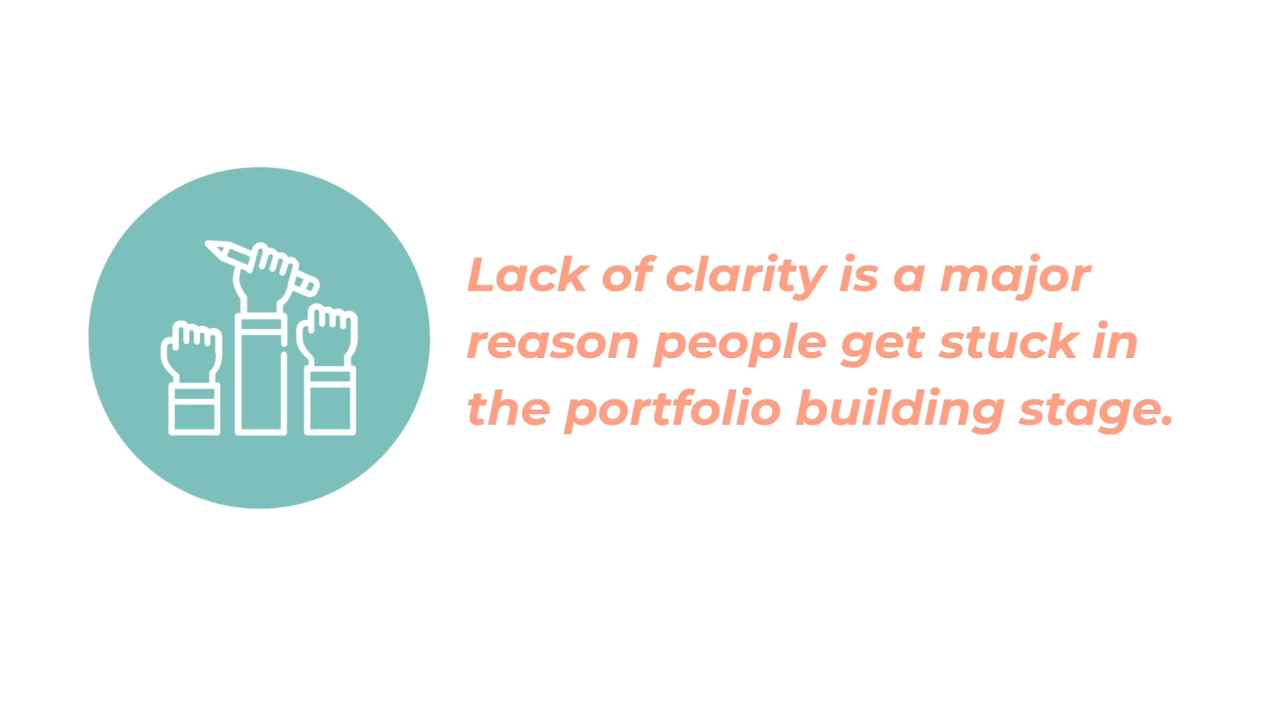 Lack of clarity is a major
reason people get stuck in
the portfolio building stage.